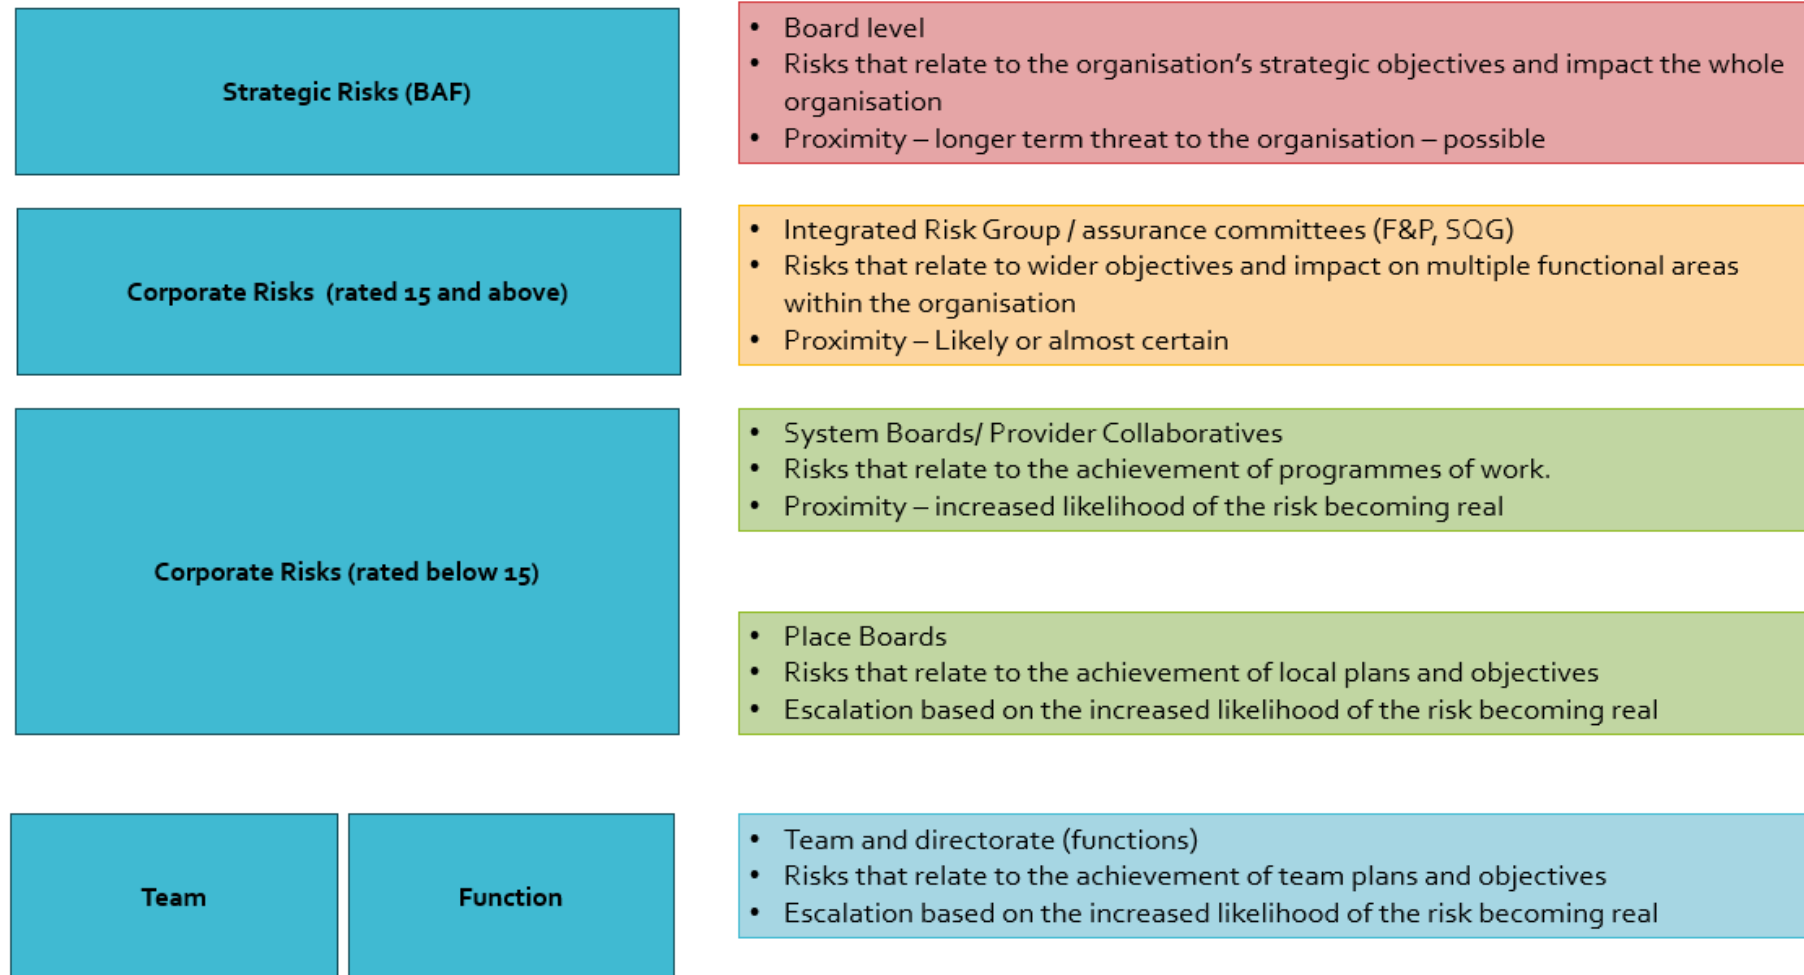 Strategic Risks (BAF)
• Board level
• Risks that relate to the organisation’s strategic objectives and impact the whole
organisation
• Proximity – longer term threat to the organisation – possible
Corporate Risks (rated 15 and above)
• Integrated Risk Group / assurance committees (F&P, SQG)
• Risks that relate to wider objectives and impact on multiple functional areas
within the organisation
• Proximity – Likely or almost certain
Corporate Risks (rated below 15)
• System Boards/ Provider Collaboratives
• Risks that relate to the achievement of programmes of work.
• Proximity – increased likelihood of the risk becoming real
• Place Boards
• Risks that relate to the achievement of local plans and objectives
• Escalation based on the increased likelihood of the risk becoming real
Team
Function
• Team and directorate (functions)
• Risks that relate to the achievement of team plans and objectives
• Escalation based on the increased likelihood of the risk becoming real